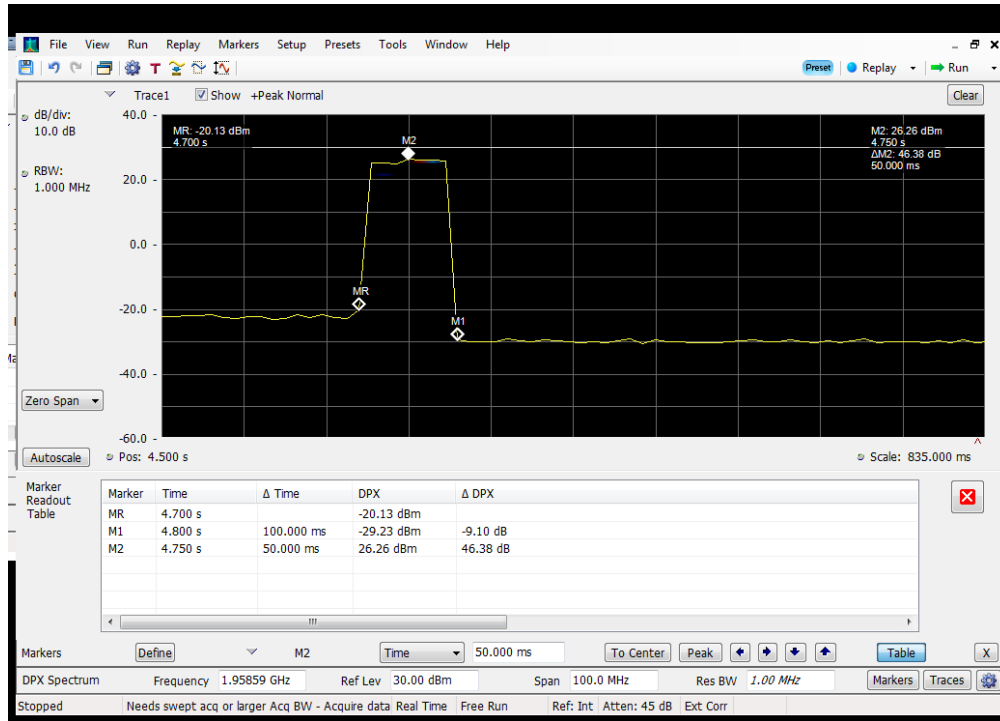 File View Run Replay Markers Setup Presets Tools Window Help
Preset Replay Run
Trace1 Show +Peak Normal Clear
dB/div:
10.0 dB
RBW:
1.000 MHz
40.0
20.0
0.0
-20.0
-40.0
-60.0
MR: -20.13 dBm
4.700 s
M2: 26.26 dBm
4.750 s
ΔM2: 46.38 dB
50.000 ms
M2
MR
M1
Zero Span
Autoscale Pos: 4.500 s Scale: 835.000 ms
Marker
Readout
Table
Marker Time Δ Time DPX Δ DPX
MR 4.700 s -20.13 dBm
M1 4.800 s 100.000 ms -29.23 dBm -9.10 dB
M2 4.750 s 50.000 ms 26.26 dBm 46.38 dB
Markers Define M2 Time 50.000 ms To Center Peak Table X
DPX Spectrum Frequency 1.95859 GHz Ref Lev 30.00 dBm Span 100.0 MHz Res BW 1.00 MHz Markers Traces
Stopped Needs swept acq or larger Acq BW - Acquire data Real Time Free Run Ref: Int Atten: 45 dB Ext Corr